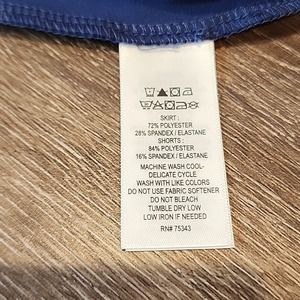 SKIRT :
72% POLYESTER
28% SPANDEX / ELASTANE
SHORTS :
84% POLYESTER
16% SPANDEX / ELASTANE
MACHINE WASH COOL-
DELICATE CYCLE
WASH WITH LIKE COLORS
DO NOT USE FABRIC SOFTENER
DO NOT BLEACH
TUMBLE DRY LOW
LOW IRON IF NEEDED
RN# 75343